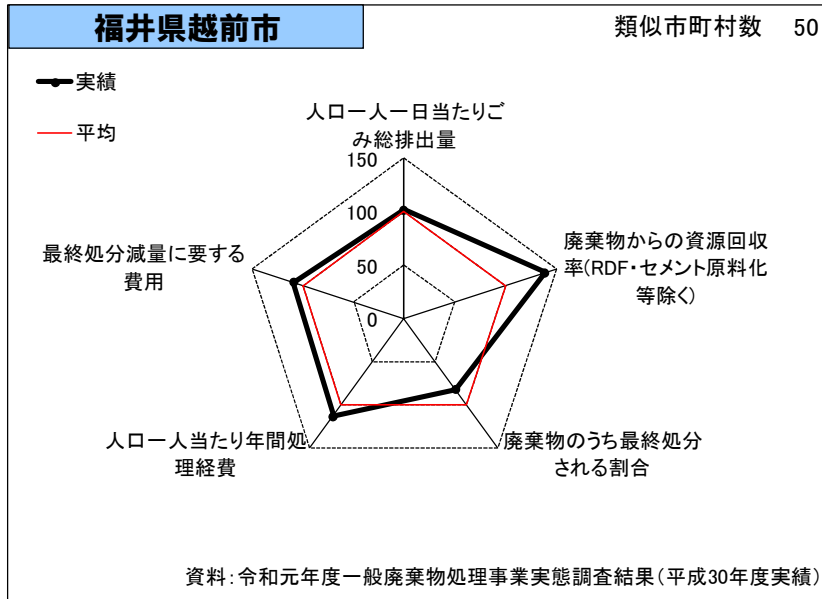 福井県越前市
類似市町村数 50
実績
平均
人口一人一日当たりご
み総排出量
廃棄物からの資源回収
率(RDF・セメント原料化
等除く)
廃棄物のうち最終処分
される割合
人口一人当たり年間処
理経費
最終処分減量に要する
費用
150
100
50
0
資料：令和元年度一般廃棄物処理事業実態調査結果（平成30年度実績）